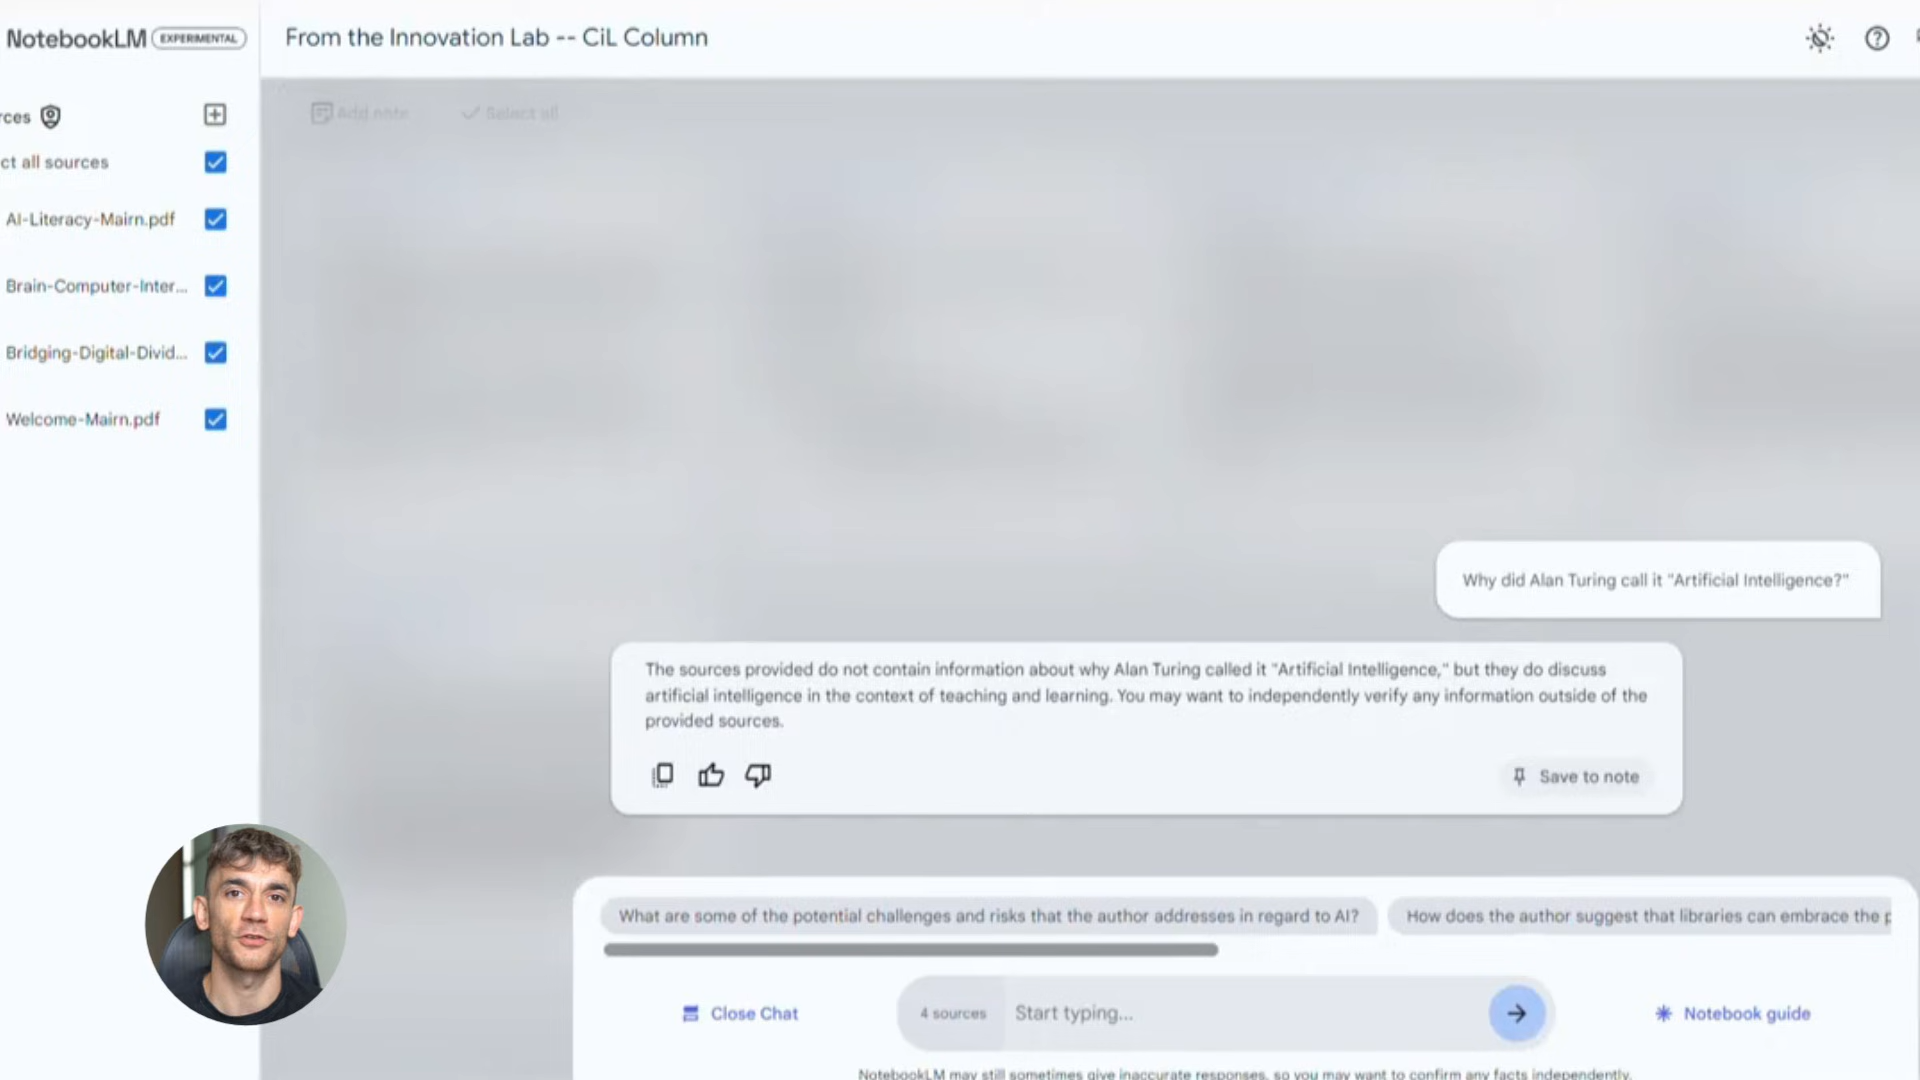 NotebookLM EXPERIMENTAL
From the Innovation Lab -- CiL Column
rces
ct all sources
AI-Literacy-Mairn.pdf
Brain-Computer-Inter...
Bridging-Digital-Divid...
Welcome-Mairn.pdf
Add note
Select all
Why did Alan Turing call it "Artificial Intelligence?"
The sources provided do not contain information about why Alan Turing called it "Artificial Intelligence," but they do discuss
artificial intelligence in the context of teaching and learning. You may want to independently verify any information outside of the
provided sources.
Save to note
What are some of the potential challenges and risks that the author addresses in regard to AI?
How does the author suggest that libraries can embrace the p
Close Chat
4 sources
Start typing...
Notebook guide
NotebookLM may still sometimes give inaccurate responses, so you may want to confirm any facts independently.